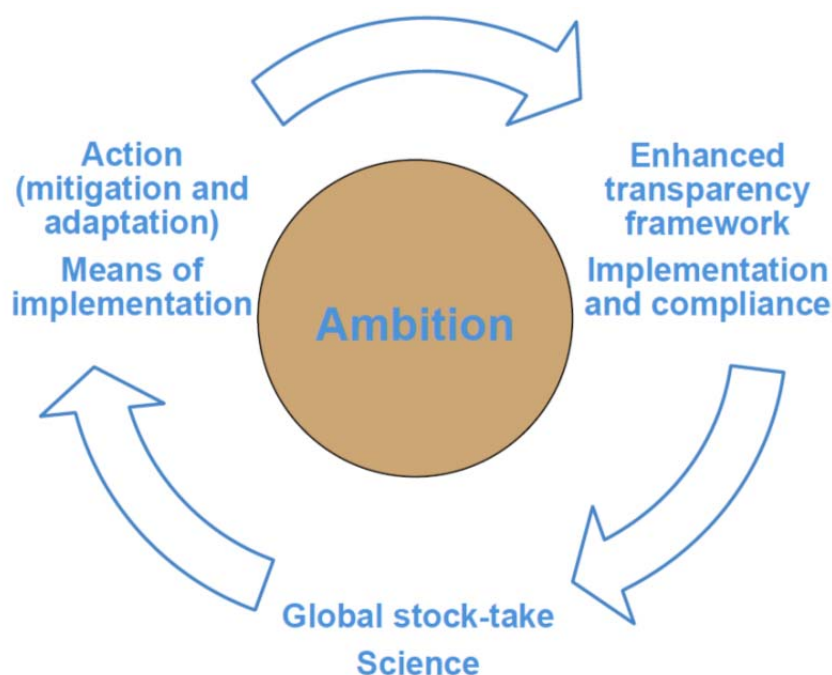 Action
(mitigation and
adaptation)
Means of
implementation
Enhanced
transparency
framework
Implementation
and compliance
Ambition
Global stock-take
Science